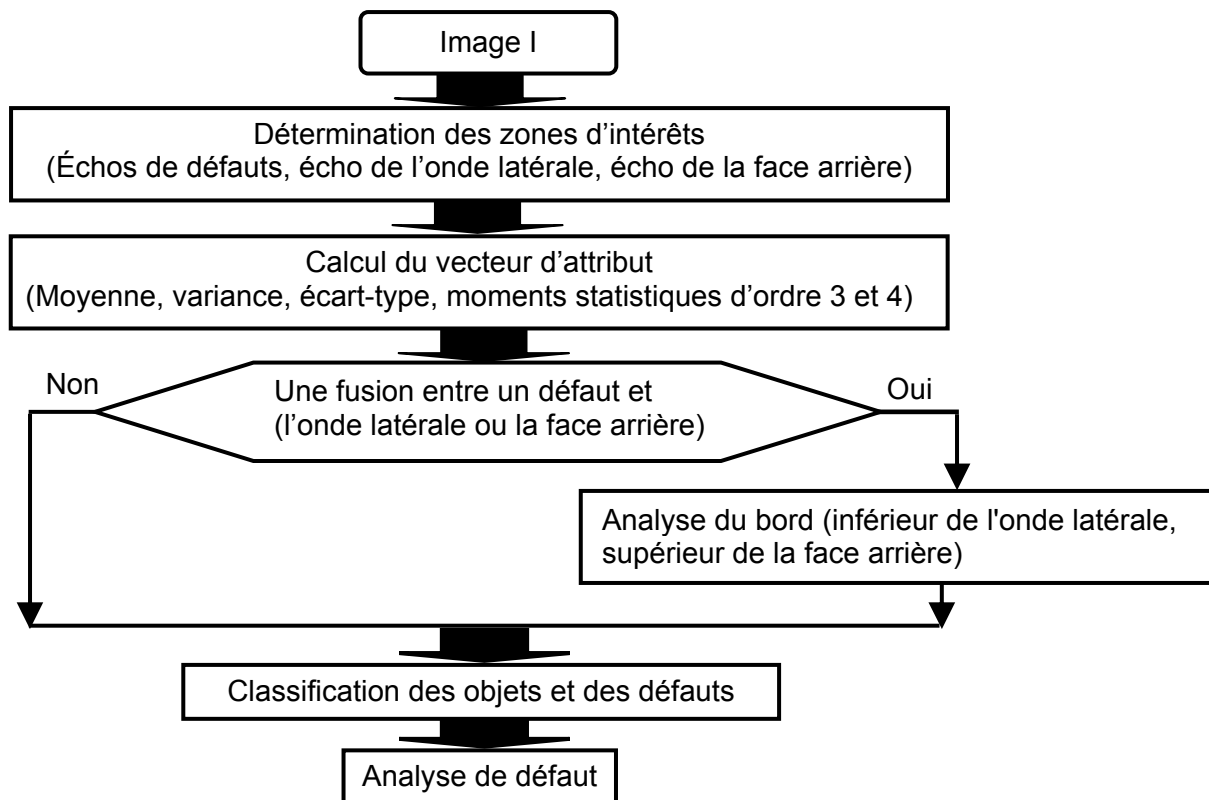 Image I
Détermination des zones d’intérêts
(Échos de défauts, écho de l’onde latérale, écho de la face arrière)
Calcul du vecteur d’attribut
(Moyenne, variance, écart-type, moments statistiques d’ordre 3 et 4)
Non
Une fusion entre un défaut et
(l’onde latérale ou la face arrière)
Oui
Analyse du bord (inférieur de l'onde latérale,
supérieur de la face arrière)
Classification des objets et des défauts
Analyse de défaut